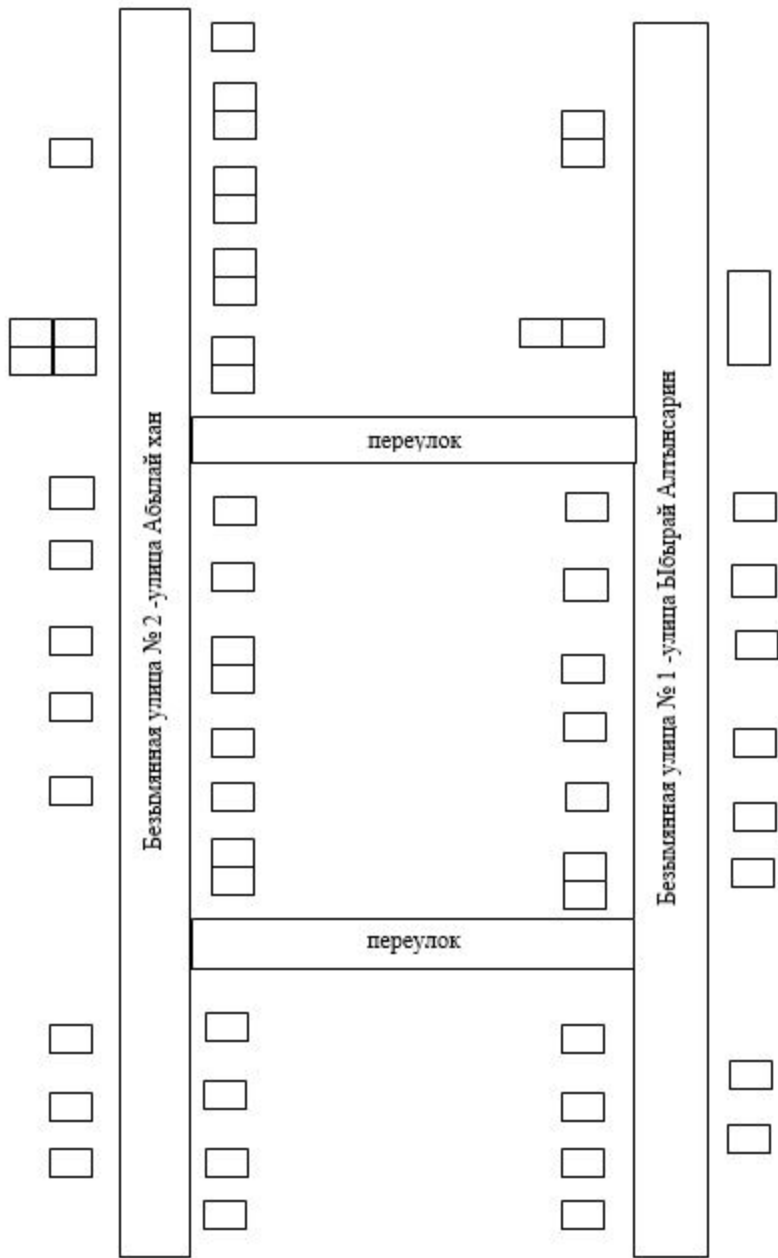 Безымянная улица № 2 -улица Абылай хан
переулок
переулок
Безымянная улица № 1 -улица Ыбырай Алтынсарин